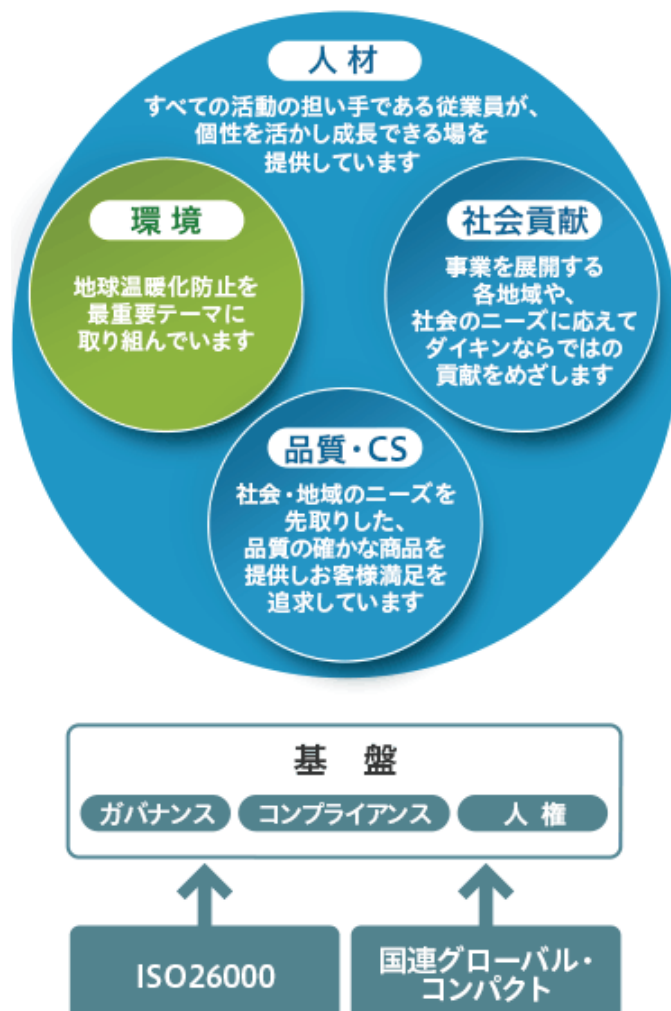 人材
すべての活動の担い手である従業員が、
個性を活かし成長できる場を
提供しています
環境
地球温暖化防止を
最重要テーマに
取り組んでいます
社会貢献
事業を展開する
各地域や、
社会のニーズに応えて
ダイキンならではの
貢献をめざします
品質・CS
社会・地域のニーズを
先取りした、
品質の確かな商品を
提供しお客様満足を
追求しています
基盤
ガバナンス コンプライアンス 人権
ISO26000
国連グローバル・
コンパクト